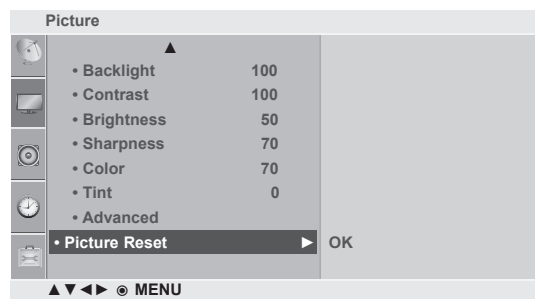 Picture
▲
• Backlight 100
• Contrast 100
• Brightness 50
• Sharpness 70
• Color 70
• Tint 0
• Advanced
• Picture Reset ► OK
▲▼◄► ◉ MENU